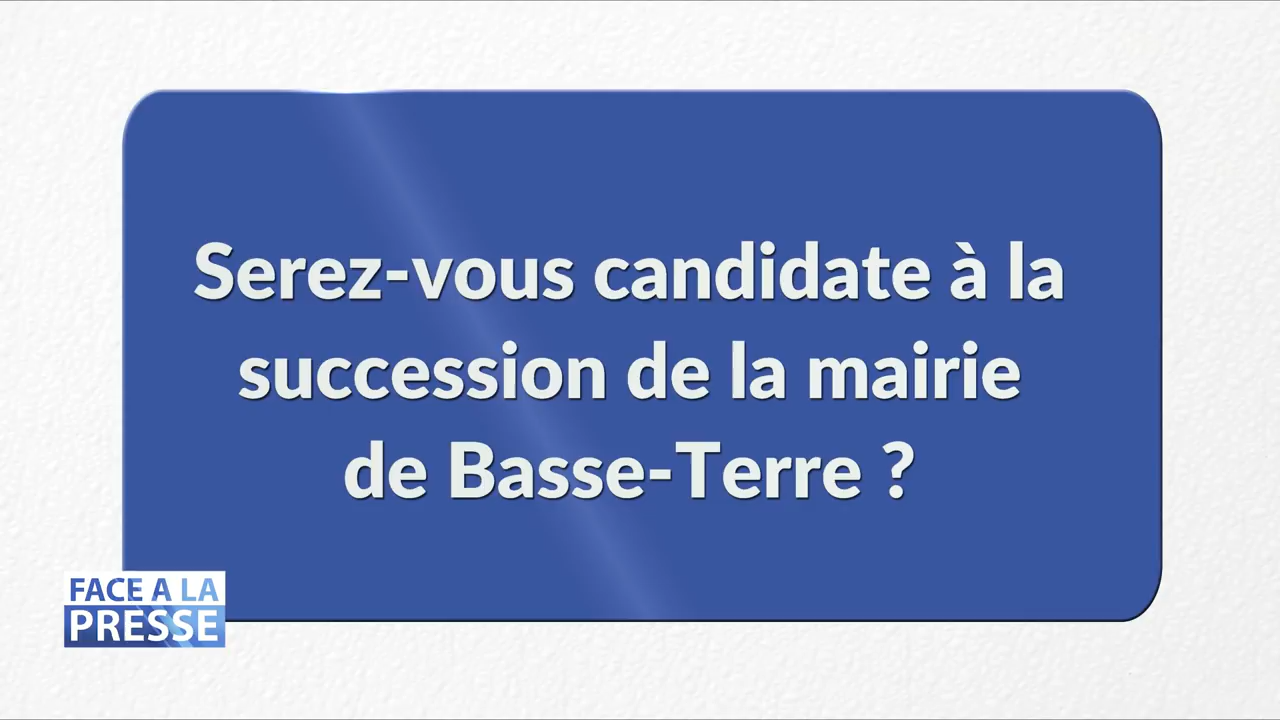 Serez-vous candidate à la
succession de la mairie
de Basse-Terre ?
FACE A LA
PRESSE